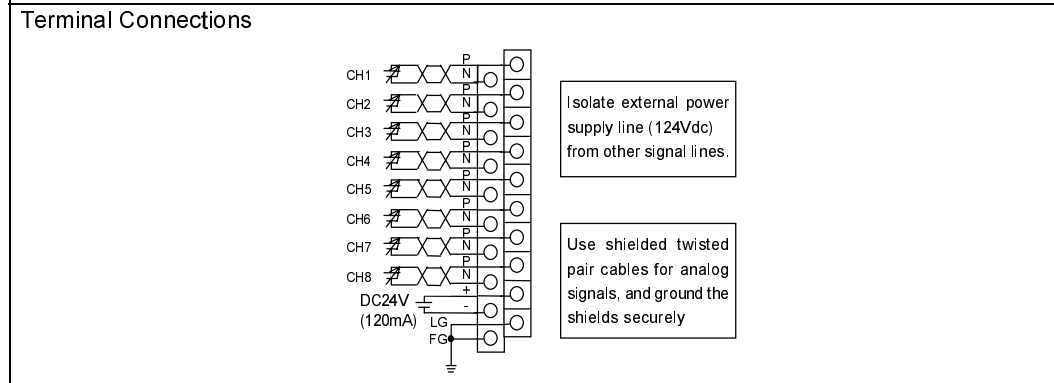 Terminal Connections
P
CH1 N
P
CH2 N
P
CH3 N
P
CH4 N
P
CH5 N
P
CH6 N
P
CH7 N
P
CH8 N
+
DC24V -
(120mA) LG
FG
Isolate external power
supply line (124Vdc)
from other signal lines.
Use shielded twisted
pair cables for analog
signals, and ground the
shields securely